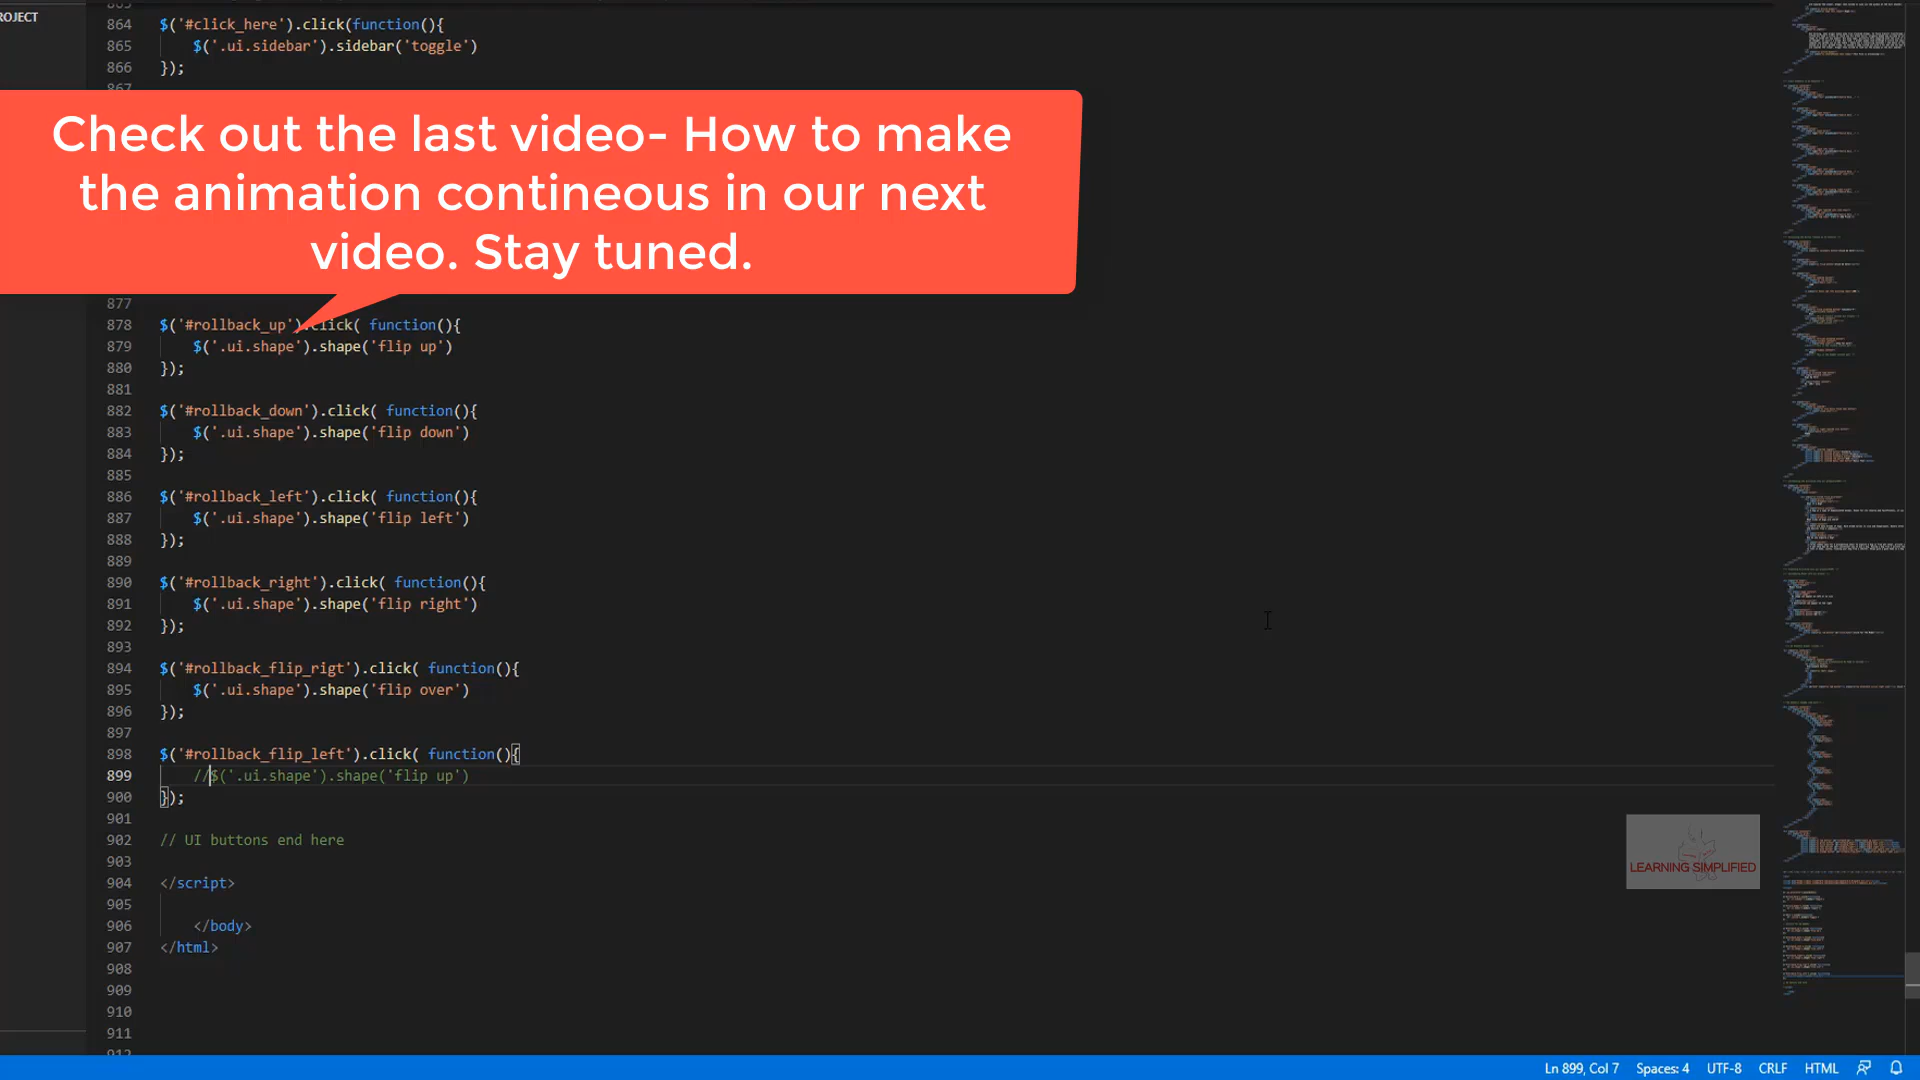 ROJECT
864 $('#click_here').click(function(){
865 $('.ui.sidebar').sidebar('toggle')
866 });
Check out the last video- How to make
the animation contineous in our next
video. Stay tuned.
877
878 $('#rollback_up').click( function(){
879 $('.ui.shape').shape('flip up')
880 });
881
882 $('#rollback_down').click( function(){
883 $('.ui.shape').shape('flip down')
884 });
885
886 $('#rollback_left').click( function(){
887 $('.ui.shape').shape('flip left')
888 });
889
890 $('#rollback_right').click( function(){
891 $('.ui.shape').shape('flip right')
892 });
893
894 $('#rollback_flip_rigt').click( function(){
895 $('.ui.shape').shape('flip over')
896 });
897
898 $('#rollback_flip_left').click( function(){
899 //$('.ui.shape').shape('flip up')
900 });
901
902 // UI buttons end here
903
904 </script>
905
906 </body>
907 </html>
908
909
910
911
LEARNING SIMPLIFIED
Ln 899, Col 7 Spaces: 4 UTF-8 CRLF HTML